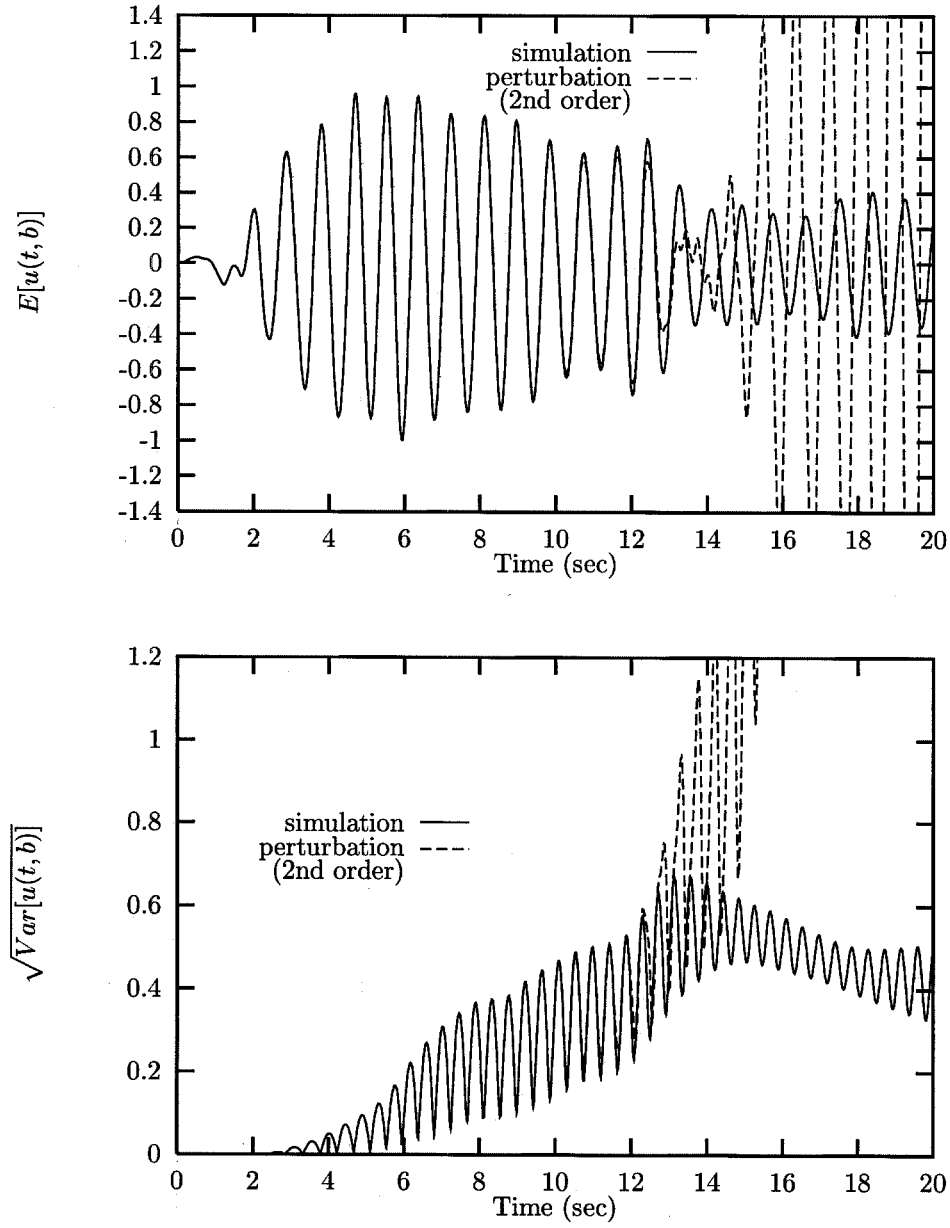 1.4
1.2
1
0.8
0.6
0.4
0.2
0
-0.2
-0.4
-0.6
-0.8
-1
-1.2
-1.4
E[u(t, b)]
simulation
perturbation
(2nd order)
0 2 4 6 8 10 12 14 16 18 20
Time (sec)
1.2
1
0.8
0.6
0.4
0.2
0
√Var[u(t, b)]
simulation
perturbation
(2nd order)
0 2 4 6 8 10 12 14 16 18 20
Time (sec)